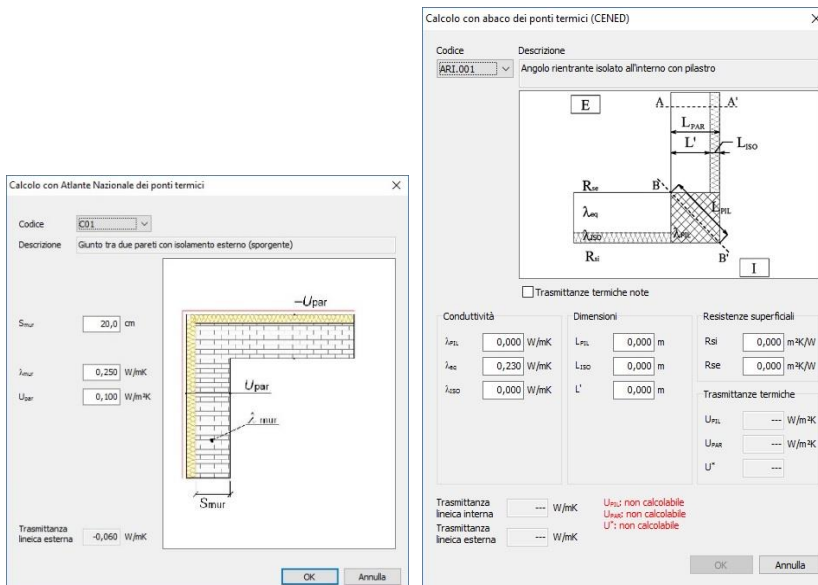 Calcolo con Atlante Nazionale dei ponti termici
Codice
C01
Descrizione
Giunto tra due pareti con isolamento esterno (sporgente)
Smur
20,0 cm
λmur
0,250 W/mK
Upar
0,100 W/m²K
-Upar
Upar
λ mur
Smur
Trasmittanza
lineica esterna
-0,060 W/mK
OK
Annulla
Calcolo con abaco dei ponti termici (CENED)
Codice
Descrizione
ARI.001
Angolo rientrante isolato all'interno con pilastro
E
A
A'
LPAR
L'
LISO
Rse
B
λeq
LPIL
λISO
λPIL
Rsi
B'
I
Trasmittanze termiche note
Conduttività
λPIL 0,000 W/mK
λeq 0,230 W/mK
λISO 0,000 W/mK
Dimensioni
LPIL 0,000 m
LISO 0,000 m
L' 0,000 m
Resistenze superficiali
Rsi 0,000 m²K/W
Rse 0,000 m²K/W
Trasmittanze termiche
UPIL --- W/m²K
UPAR --- W/m²K
U* ---
Trasmittanza
lineica interna
--- W/mK
Trasmittanza
lineica esterna
--- W/mK
UPIL: non calcolabile
UPAR: non calcolabile
U*: non calcolabile
OK
Annulla